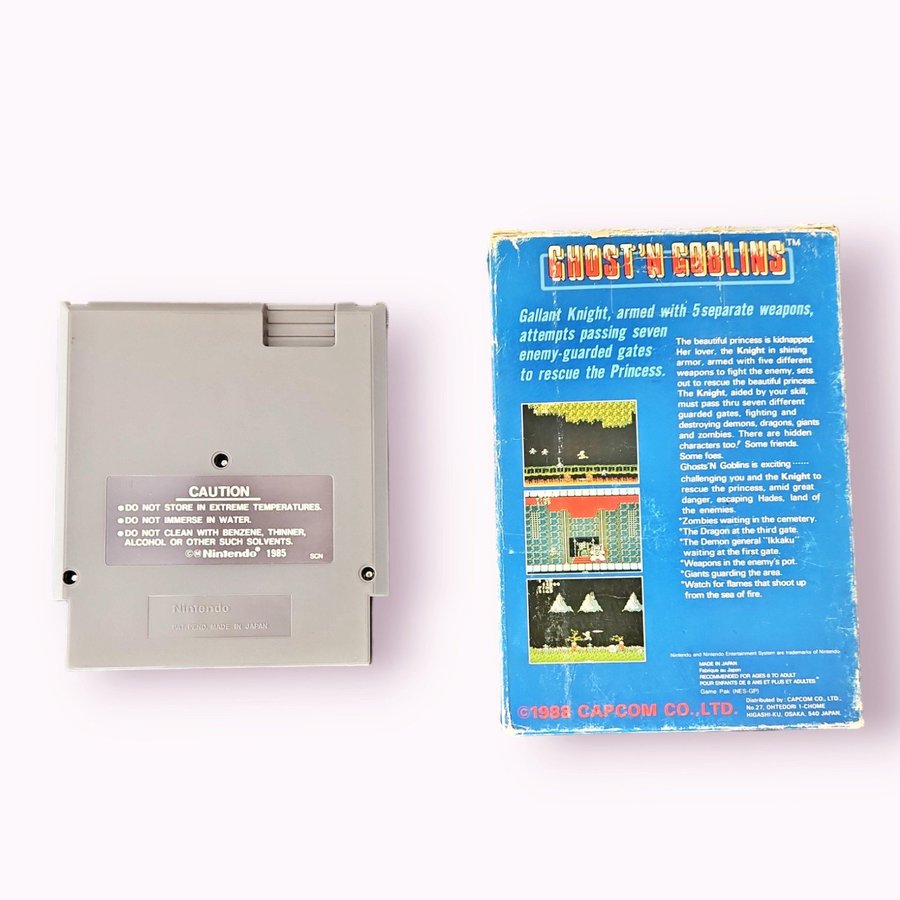 CAUTION
●DO NOT STORE IN EXTREME TEMPERATURES.
●DO NOT IMMERSE IN WATER.
●DO NOT CLEAN WITH BENZENE, THINNER,
ALCOHOL OR OTHER SUCH SOLVENTS.
©Ⓜ Nintendo® 1985
SCN
Nintendo
PAT. PEND. MADE IN JAPAN
GHOST'N GOBLINS™
Gallant Knight, armed with 5 separate weapons,
attempts passing seven
enemy-guarded gates
to rescue the Princess.
The beautiful princess is kidnapped.
Her lover, the Knight in shining
armor, armed with five different
weapons to fight the enemy, sets
out to rescue the beautiful princess.
The Knight, aided by your skill,
must pass thru seven different
guarded gates, fighting and
destroying demons, dragons, giants
and zombies. There are hidden
characters too! Some friends.
Some foes.
Ghosts'N Goblins is exciting ······
challenging you and the Knight to
rescue the princess, amid great
danger, escaping Hades, land of
the enemies.
*Zombies waiting in the cemetery.
*The Dragon at the third gate.
*The Demon general "Ikkaku"
waiting at the first gate.
*Weapons in the enemy's pot.
*Giants guarding the area.
*Watch for flames that shoot up
from the sea of fire.
Nintendo and Nintendo Entertainment System are trademarks of Nintendo
MADE IN JAPAN
Fabrique au Japon
RECOMMENDED FOR AGES 8 TO ADULT
POUR ENFANTS DE 8 ANS ET PLUS ET ADULTES
Game Pak (NES-GP)
©1988 CAPCOM CO., LTD.
Distributed by : CAPCOM CO., LTD.,
No.27, OHTEDORI 1-CHOME
HIGASHI-KU, OSAKA, 540 JAPAN.